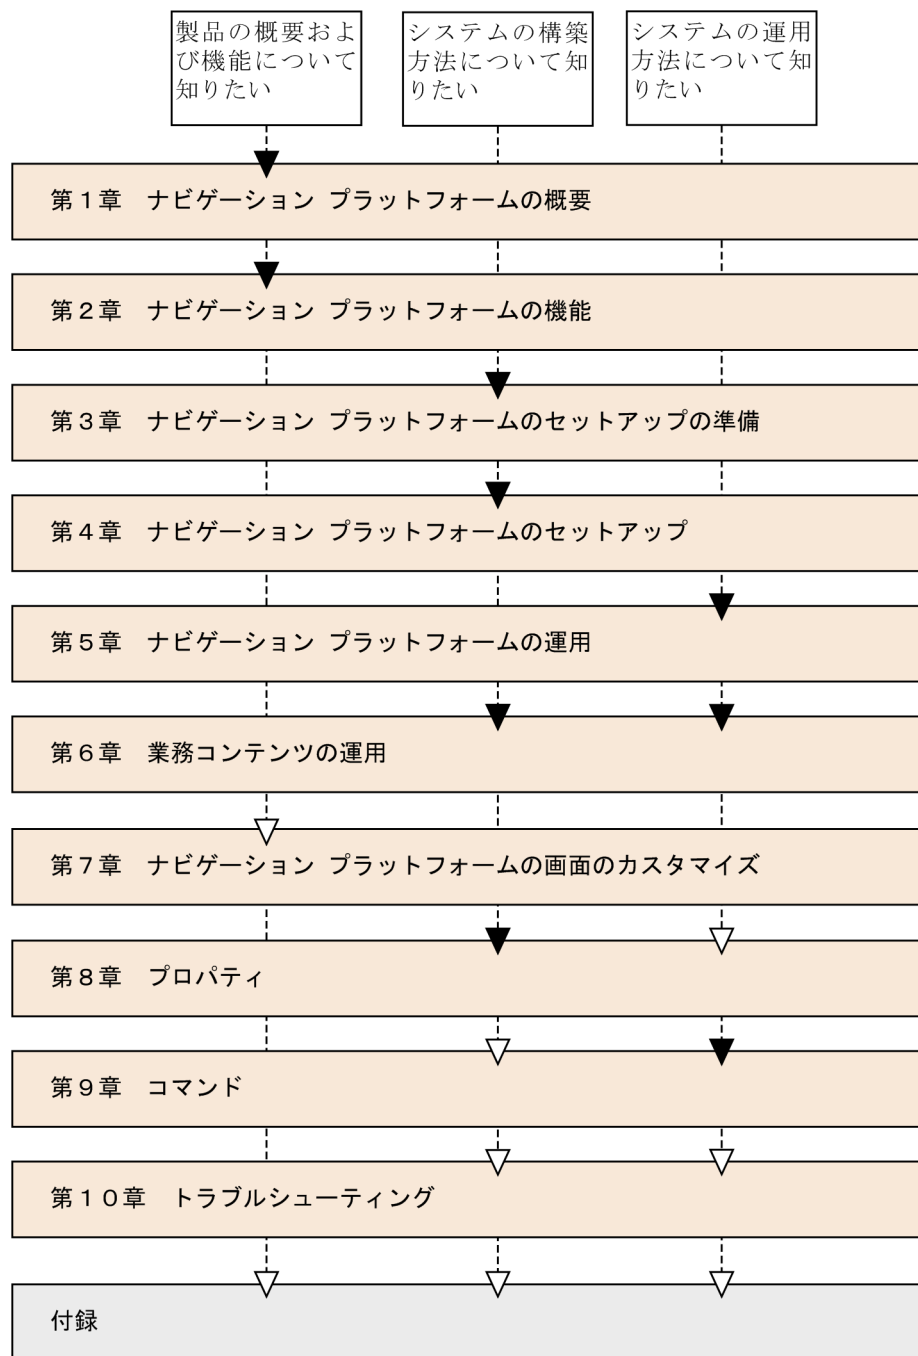 製品の概要およ
び機能について
知りたい
システムの構築
方法について知
りたい
システムの運用
方法について知
りたい
第１章　ナビゲーション プラットフォームの概要
第２章　ナビゲーション プラットフォームの機能
第３章　ナビゲーション プラットフォームのセットアップの準備
第４章　ナビゲーション プラットフォームのセットアップ
第５章　ナビゲーション プラットフォームの運用
第６章　業務コンテンツの運用
第７章　ナビゲーション プラットフォームの画面のカスタマイズ
第８章　プロパティ
第９章　コマンド
第１０章　トラブルシューティング
付録